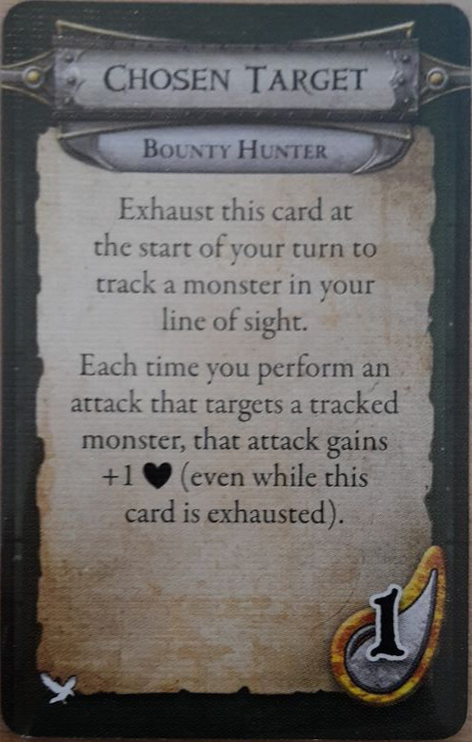 CHOSEN TARGET
BOUNTY HUNTER
Exhaust this card at
the start of your turn to
track a monster in your
line of sight.
Each time you perform an
attack that targets a tracked
monster, that attack gains
+1 ♥ (even while this
card is exhausted).
1